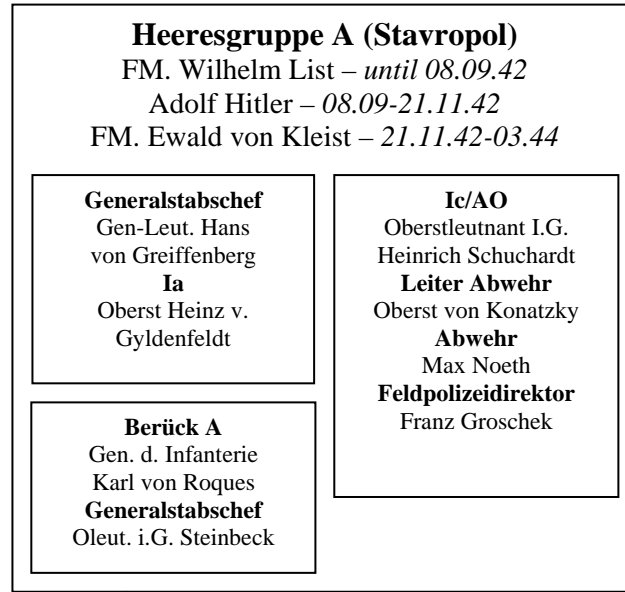 Heeresgruppe A (Stavropol)
FM. Wilhelm List – until 08.09.42
Adolf Hitler – 08.09-21.11.42
FM. Ewald von Kleist – 21.11.42-03.44
Generalstabschef
Gen-Leut. Hans
von Greiffenberg
Ia
Oberst Heinz v.
Gyldenfeldt
Berück A
Gen. d. Infanterie
Karl von Roques
Generalstabschef
Oleut. i.G. Steinbeck
Ic/AO
Oberstleutnant I.G.
Heinrich Schuchardt
Leiter Abwehr
Oberst von Konatzky
Abwehr
Max Noeth
Feldpolizeidirektor
Franz Groschek